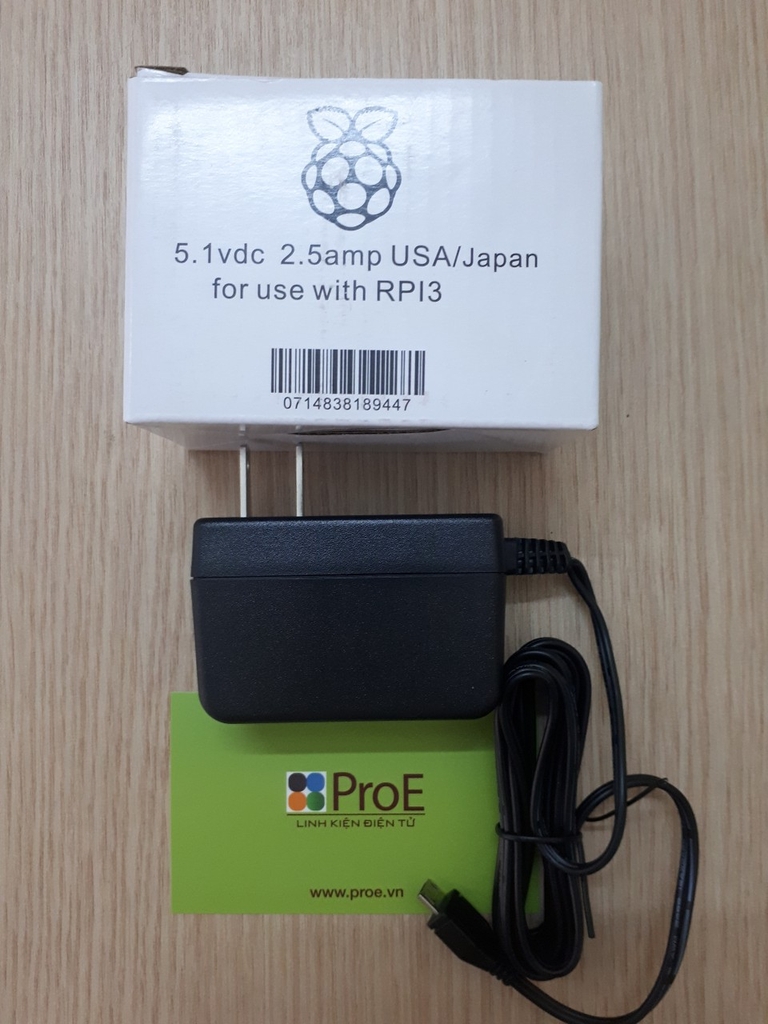 5.1vdc 2.5amp USA/Japan
for use with RPI3
0714838189447
ProE
LINH KIỆN ĐIỆN TỬ
www.proe.vn